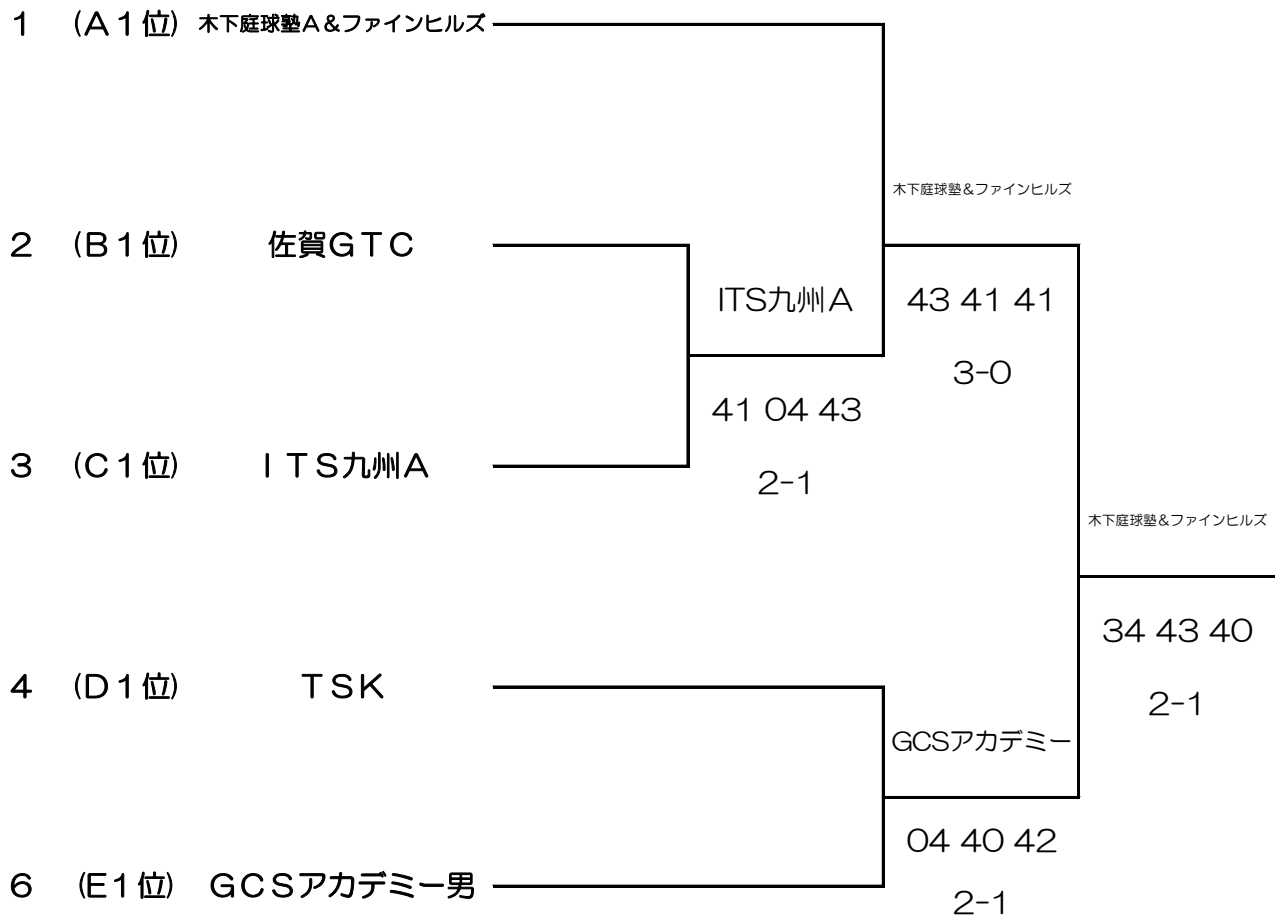 1 (A1位) 木下庭球塾A&ファインヒルズ
木下庭球塾&ファインヒルズ
2 (B1位) 佐賀GTC
ITS九州A
43 41 41
3-0
41 04 43
3 (C1位) ITS九州A
2-1
木下庭球塾&ファインヒルズ
34 43 40
4 (D1位) TSK
2-1
GCSアカデミー
04 40 42
6 (E1位) GCSアカデミー男
2-1